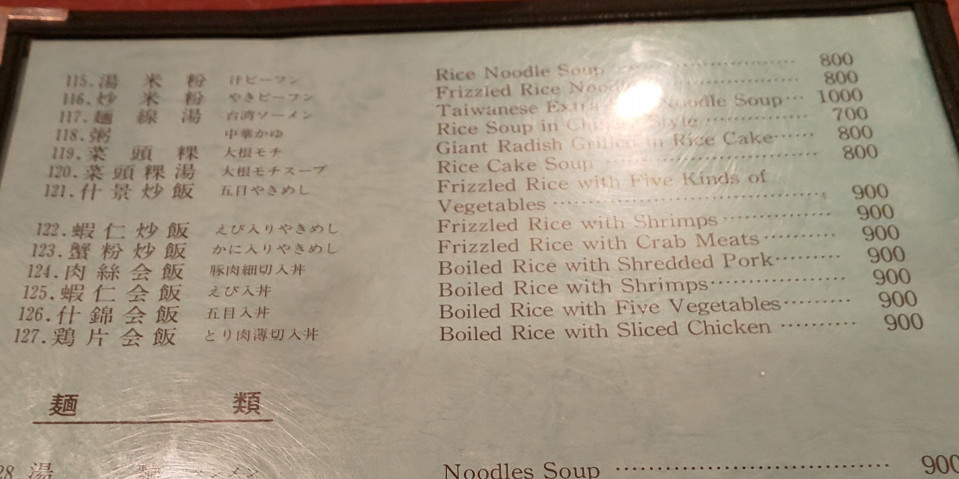 115. 湯米粉 汁ビーフン Rice Noodle Soup 800
116. 炒米粉 やきビーフン Frizzled Rice 800
117. 麺線湯 台湾ソーメン Taiwanese Noodle Soup 1000
118. 粥 中華かゆ Rice Soup in Style 700
119. 菜頭粿 大根モチ Giant Radish Grilled in Rice Cake 800
120. 菜頭粿湯 大根モチスープ Rice Cake Soup 800
121. 什景炒飯 五目やきめし Frizzled Rice with Five Kinds of
Vegetables 900
122. 蝦仁炒飯 えび入りやきめし Frizzled Rice with Shrimps 900
123. 蟹粉炒飯 かに入りやきめし Frizzled Rice with Crab Meats 900
124. 肉絲会飯 豚肉細切入丼 Boiled Rice with Shredded Pork 900
125. 蝦仁会飯 えび入丼 Boiled Rice with Shrimps 900
126. 什錦会飯 五目入丼 Boiled Rice with Five Vegetables 900
127. 鶏片会飯 とり肉薄切入丼 Boiled Rice with Sliced Chicken 900
麺類
28. 湯 Noodles Soup 900